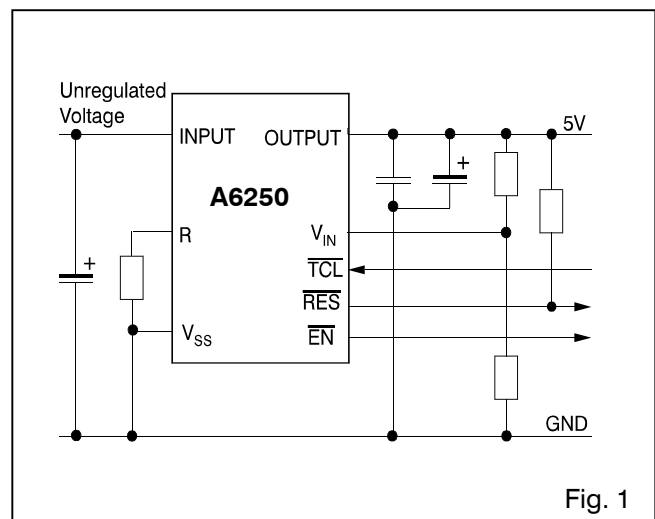 Unregulated
Voltage
INPUT
OUTPUT
5V
+
A6250
R
V_IN
+
TCL
RES
V_SS
EN
GND
Fig. 1